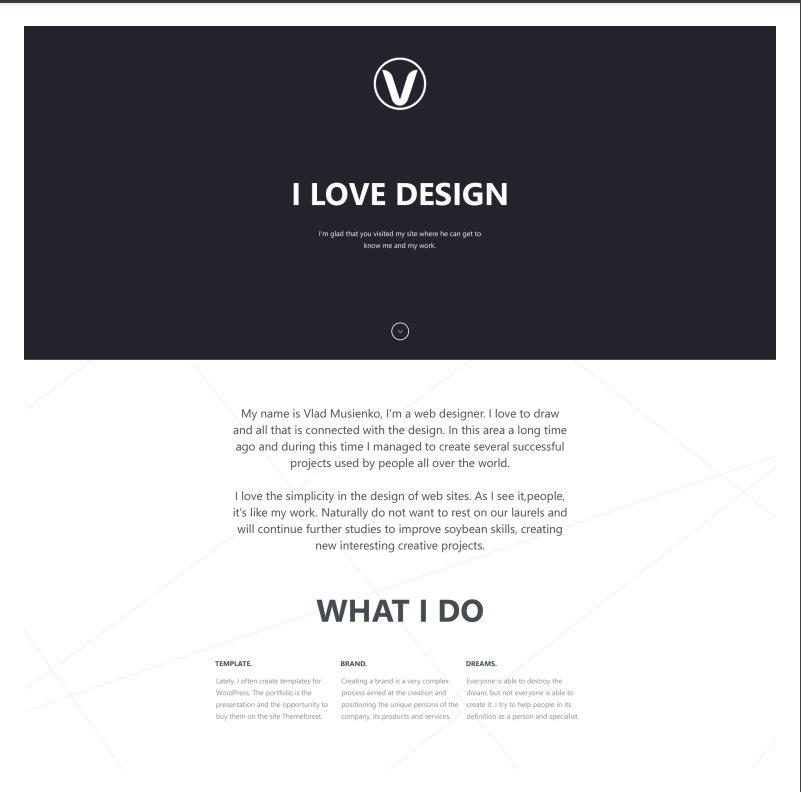 V
I LOVE DESIGN
I'm glad that you visited my site where he can get to
know me and my work.
My name is Vlad Musienko, I'm a web designer. I love to draw
and all that is connected with the design. In this area a long time
ago and during this time I managed to create several successful
projects used by people all over the world.
I love the simplicity in the design of web sites. As I see it,people,
it's like my work. Naturally do not want to rest on our laurels and
will continue further studies to improve soybean skills, creating
new interesting creative projects.
WHAT I DO
TEMPLATE.
Lately, I often create templates for
WordPress. The portfolio is the
presentation and the opportunity to
buy them on the site Themeforest.
BRAND.
Creating a brand is a very complex
process aimed at the creation and
positioning the unique persons of the
company, its products and services.
DREAMS.
Everyone is able to destroy the
dream, but not everyone is able to
create it. I try to help people in its
definition as a person and specialist.